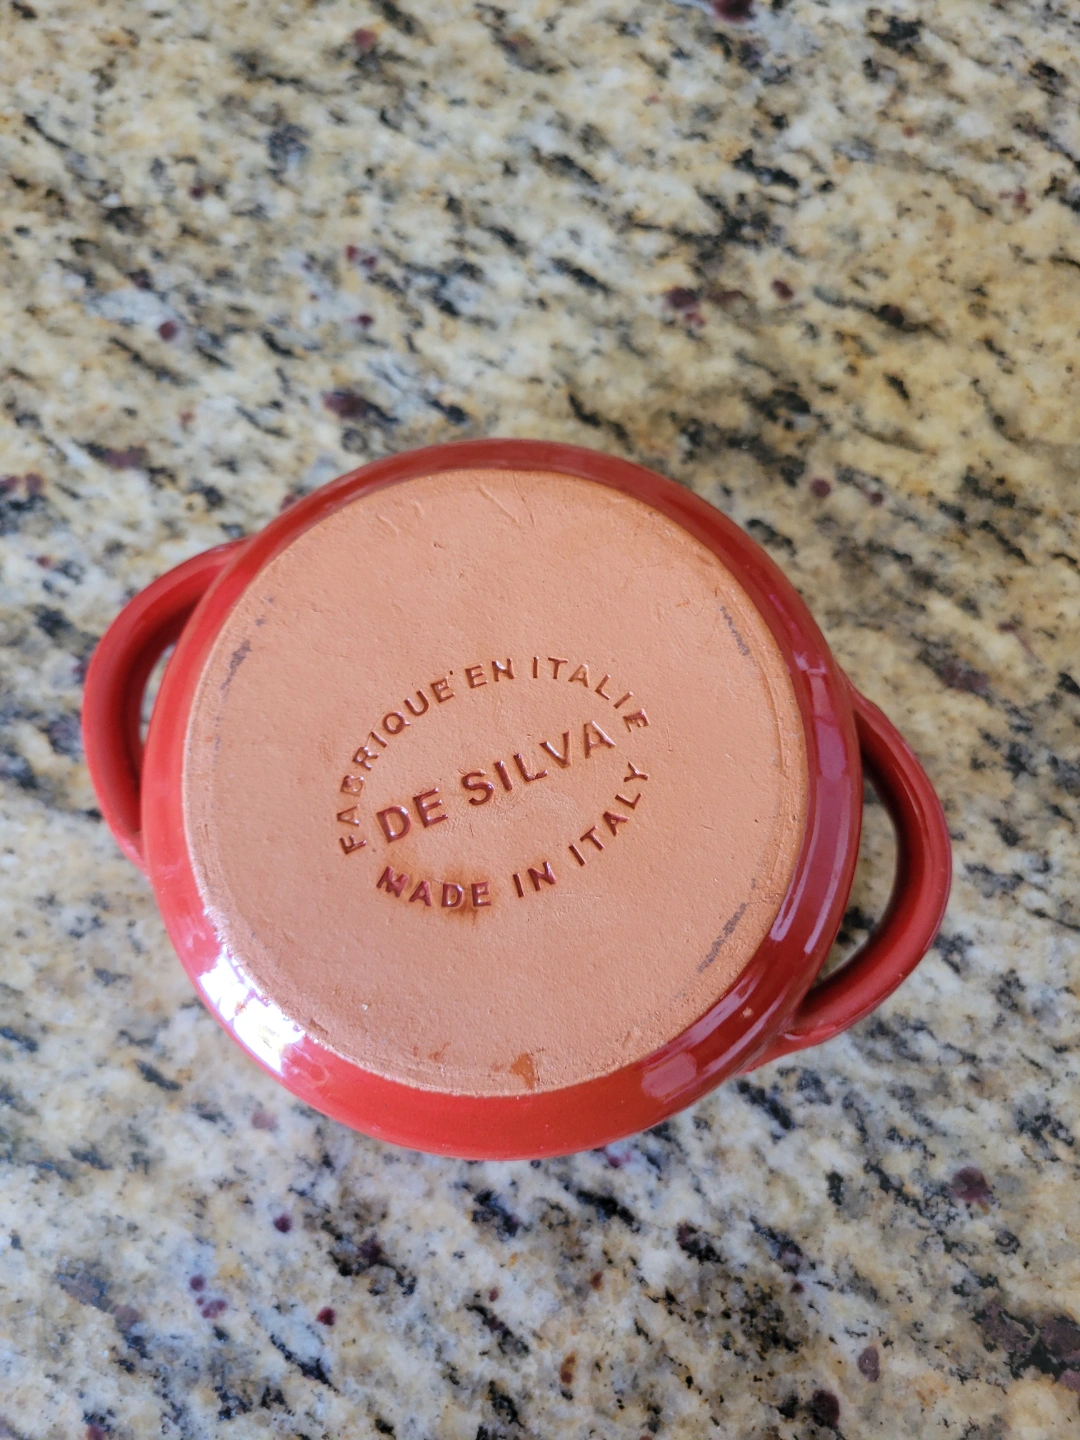 FABRIQUE EN ITALIE
DE SILVA
MADE IN ITALY